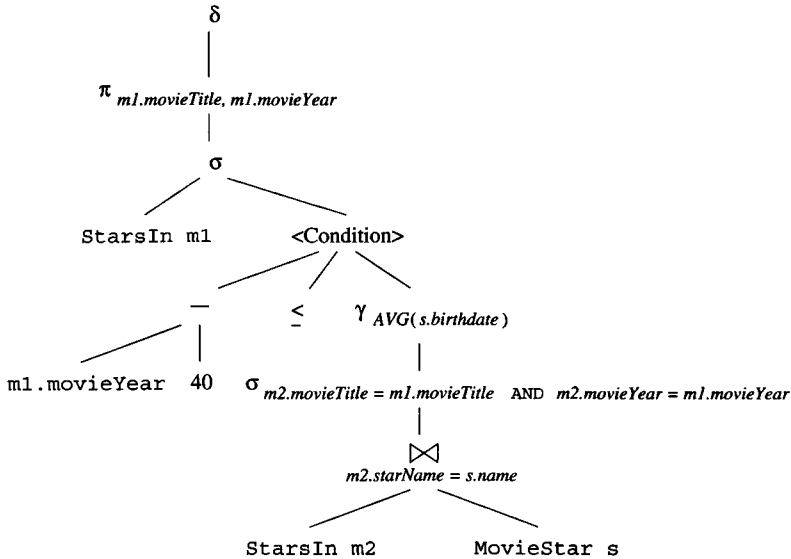 δ
π m1.movieTitle, m1.movieYear
σ
StarsIn m1 <Condition>
— ≤ γ AVG(s.birthdate)
m1.movieYear 40 σ m2.movieTitle = m1.movieTitle AND m2.movieYear = m1.movieYear
⋈
m2.starName = s.name
StarsIn m2 MovieStar s